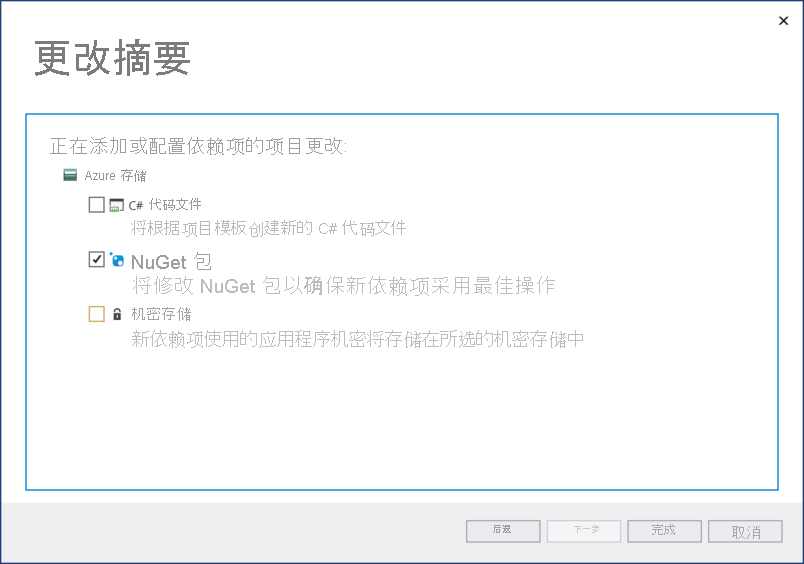 更改摘要
正在添加或配置依赖项的项目更改:
Azure 存储
C# 代码文件
将根据项目模板创建新的 C# 代码文件
NuGet 包
将修改 NuGet 包以确保新依赖项采用最佳操作
机密存储
新依赖项使用的应用程序机密将存储在所选的机密存储中
后退 下一步 完成 取消